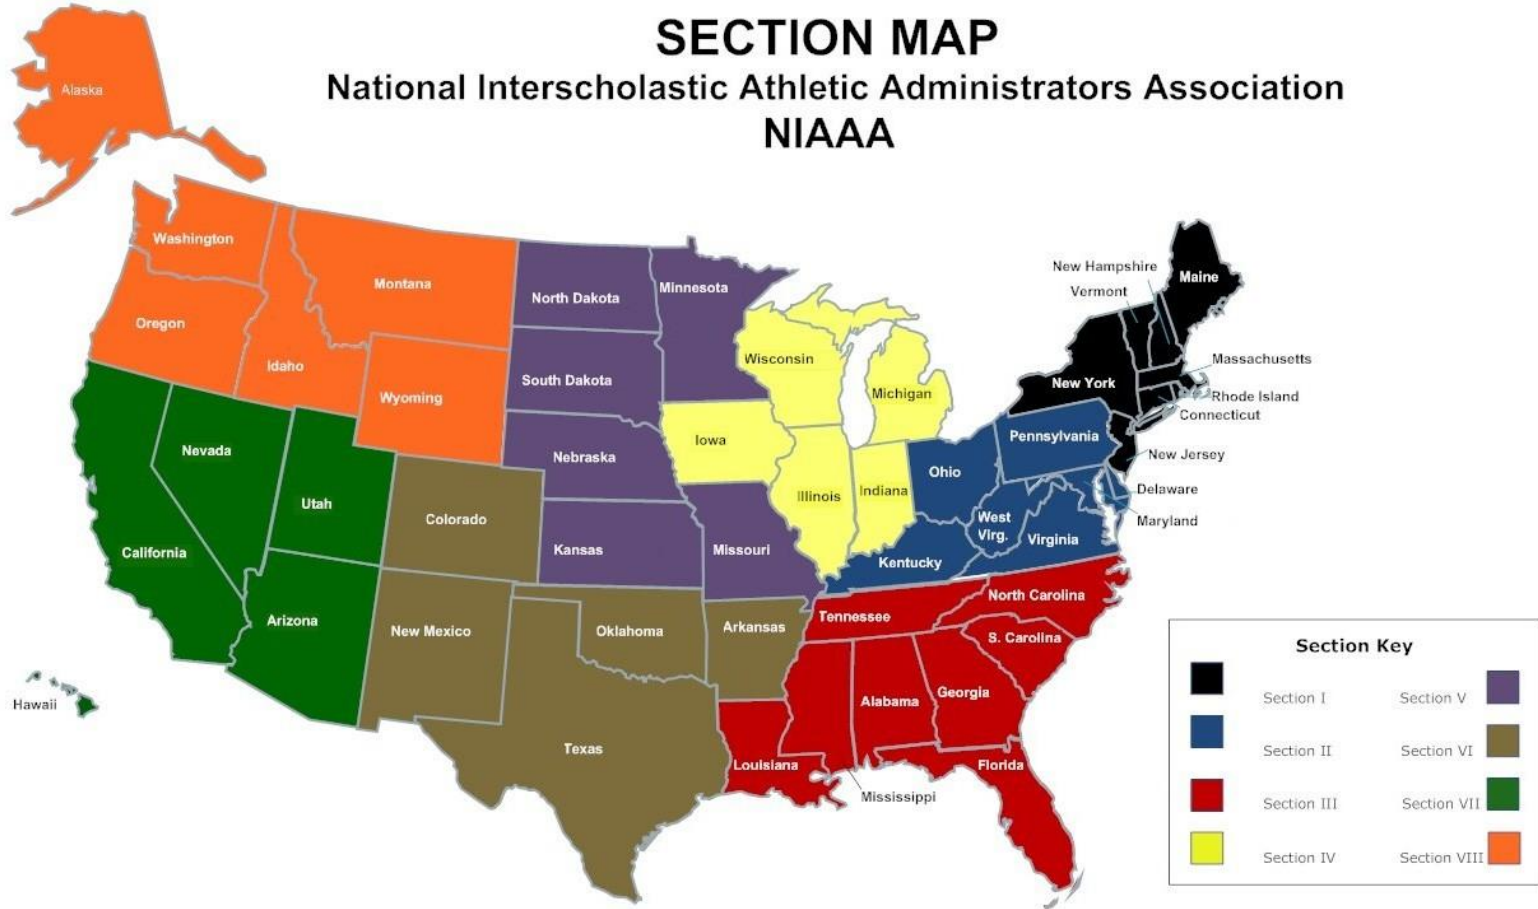 SECTION MAP
National Interscholastic Athletic Administrators Association
NIAAA
Alaska
Washington
Oregon
Idaho
Montana
Wyoming
North Dakota
South Dakota
Minnesota
Nebraska
Kansas
Missouri
Wisconsin
Michigan
Iowa
Illinois
Indiana
New Hampshire
Vermont
Maine
Massachusetts
New York
Rhode Island
Connecticut
New Jersey
Pennsylvania
Ohio
Delaware
Maryland
West
Virg.
Virginia
Kentucky
Nevada
Utah
California
Arizona
Hawaii
Colorado
New Mexico
Oklahoma
Arkansas
Texas
Tennessee
North Carolina
S. Carolina
Georgia
Alabama
Louisiana
Mississippi
Florida
Section Key
Section I
Section V
Section II
Section VI
Section III
Section VII
Section IV
Section VIII